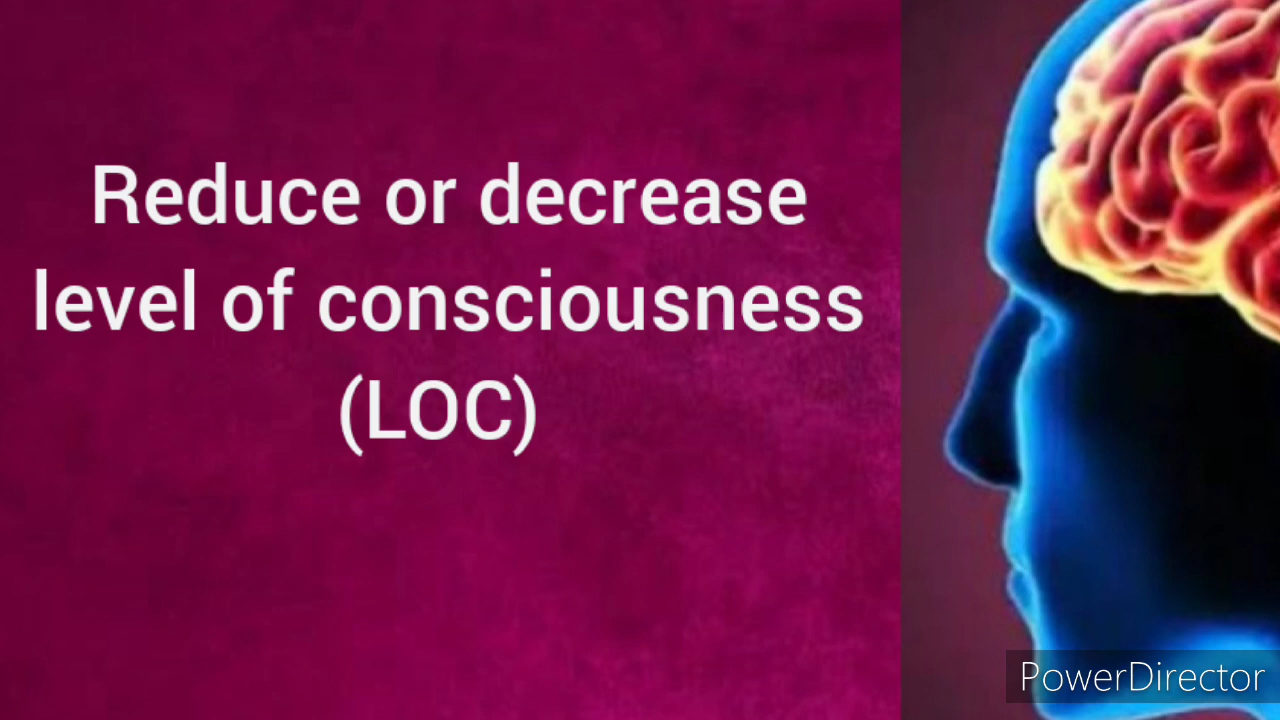 Reduce or decrease
level of consciousness
(LOC)
PowerDirector